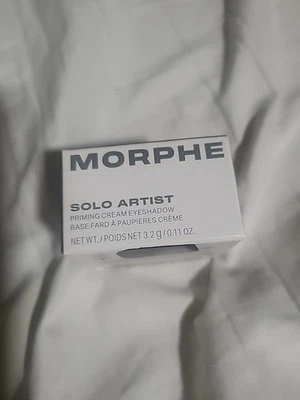 MORPHE
SOLO ARTIST
PRIMING CREAM EYESHADOW
BASE FARD À PAUPIÈRES CRÈME
NET WT./POIDS NET 3.2 g/0.11 OZ.